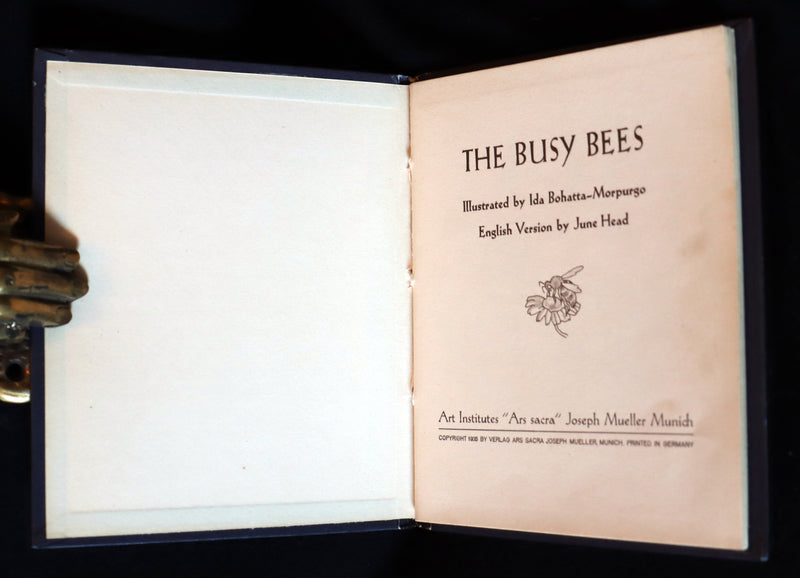 THE BUSY BEES
Illustrated by Ida Bohatta-Morpurgo
English Version by June Head
Art Institutes "Ars sacra" Joseph Mueller Munich
COPYRIGHT BY VERLAG ARS SACRA JOSEPH MUELLER, MUNICH. PRINTED IN GERMANY